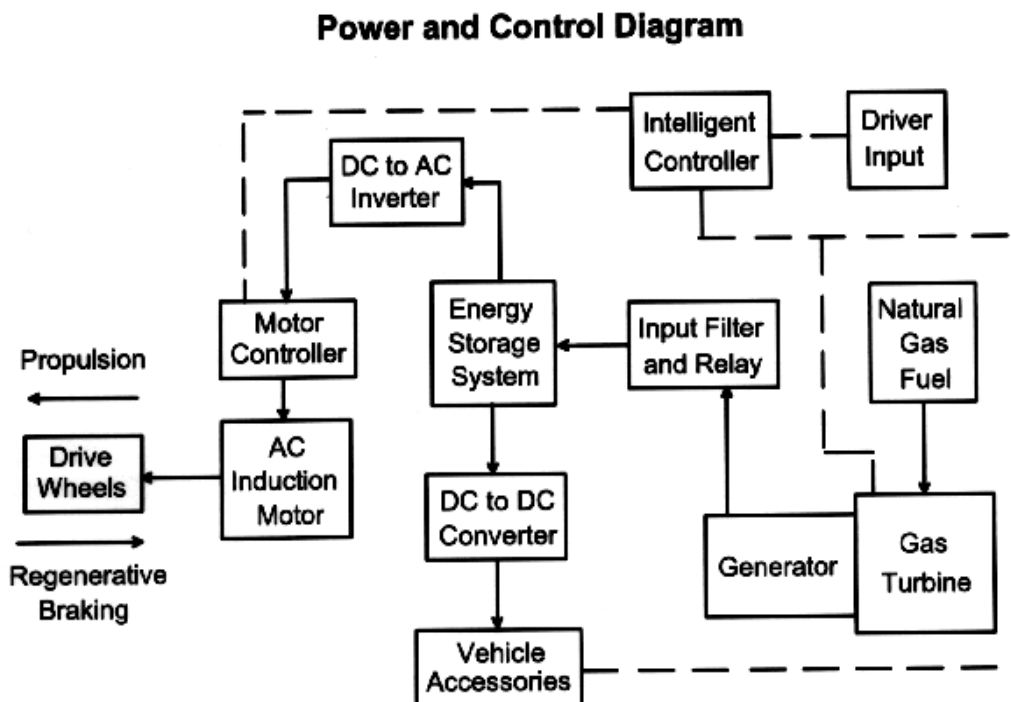 Power and Control Diagram
Intelligent
Controller
Driver
Input
DC to AC
Inverter
Motor
Controller
Energy
Storage
System
Input Filter
and Relay
Natural
Gas
Fuel
Propulsion
Drive
Wheels
AC
Induction
Motor
DC to DC
Converter
Generator
Gas
Turbine
Regenerative
Braking
Vehicle
Accessories